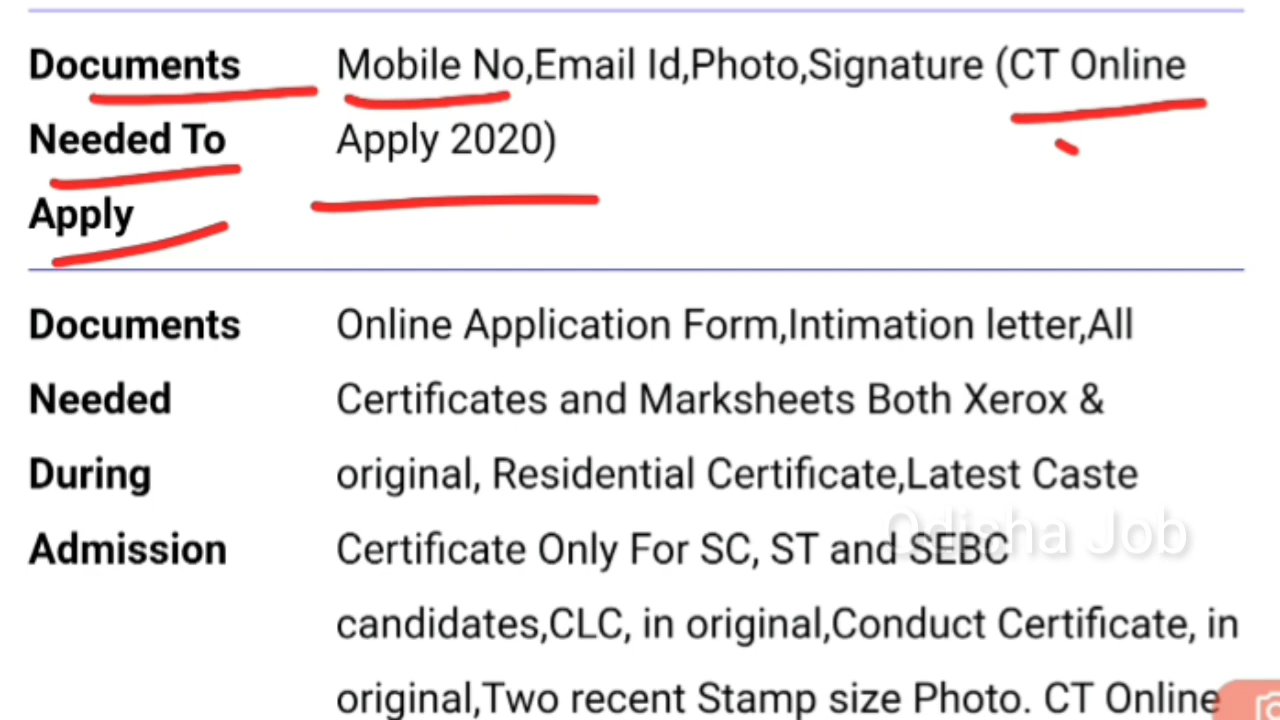 Documents Mobile No,Email Id,Photo,Signature (CT Online
Needed To Apply 2020)
Apply
Documents Online Application Form,Intimation letter,All
Needed Certificates and Marksheets Both Xerox &
During original, Residential Certificate,Latest Caste
Odisha Job
Admission Certificate Only For SC, ST and SEBC
candidates,CLC, in original,Conduct Certificate, in
original,Two recent Stamp size Photo. CT Online